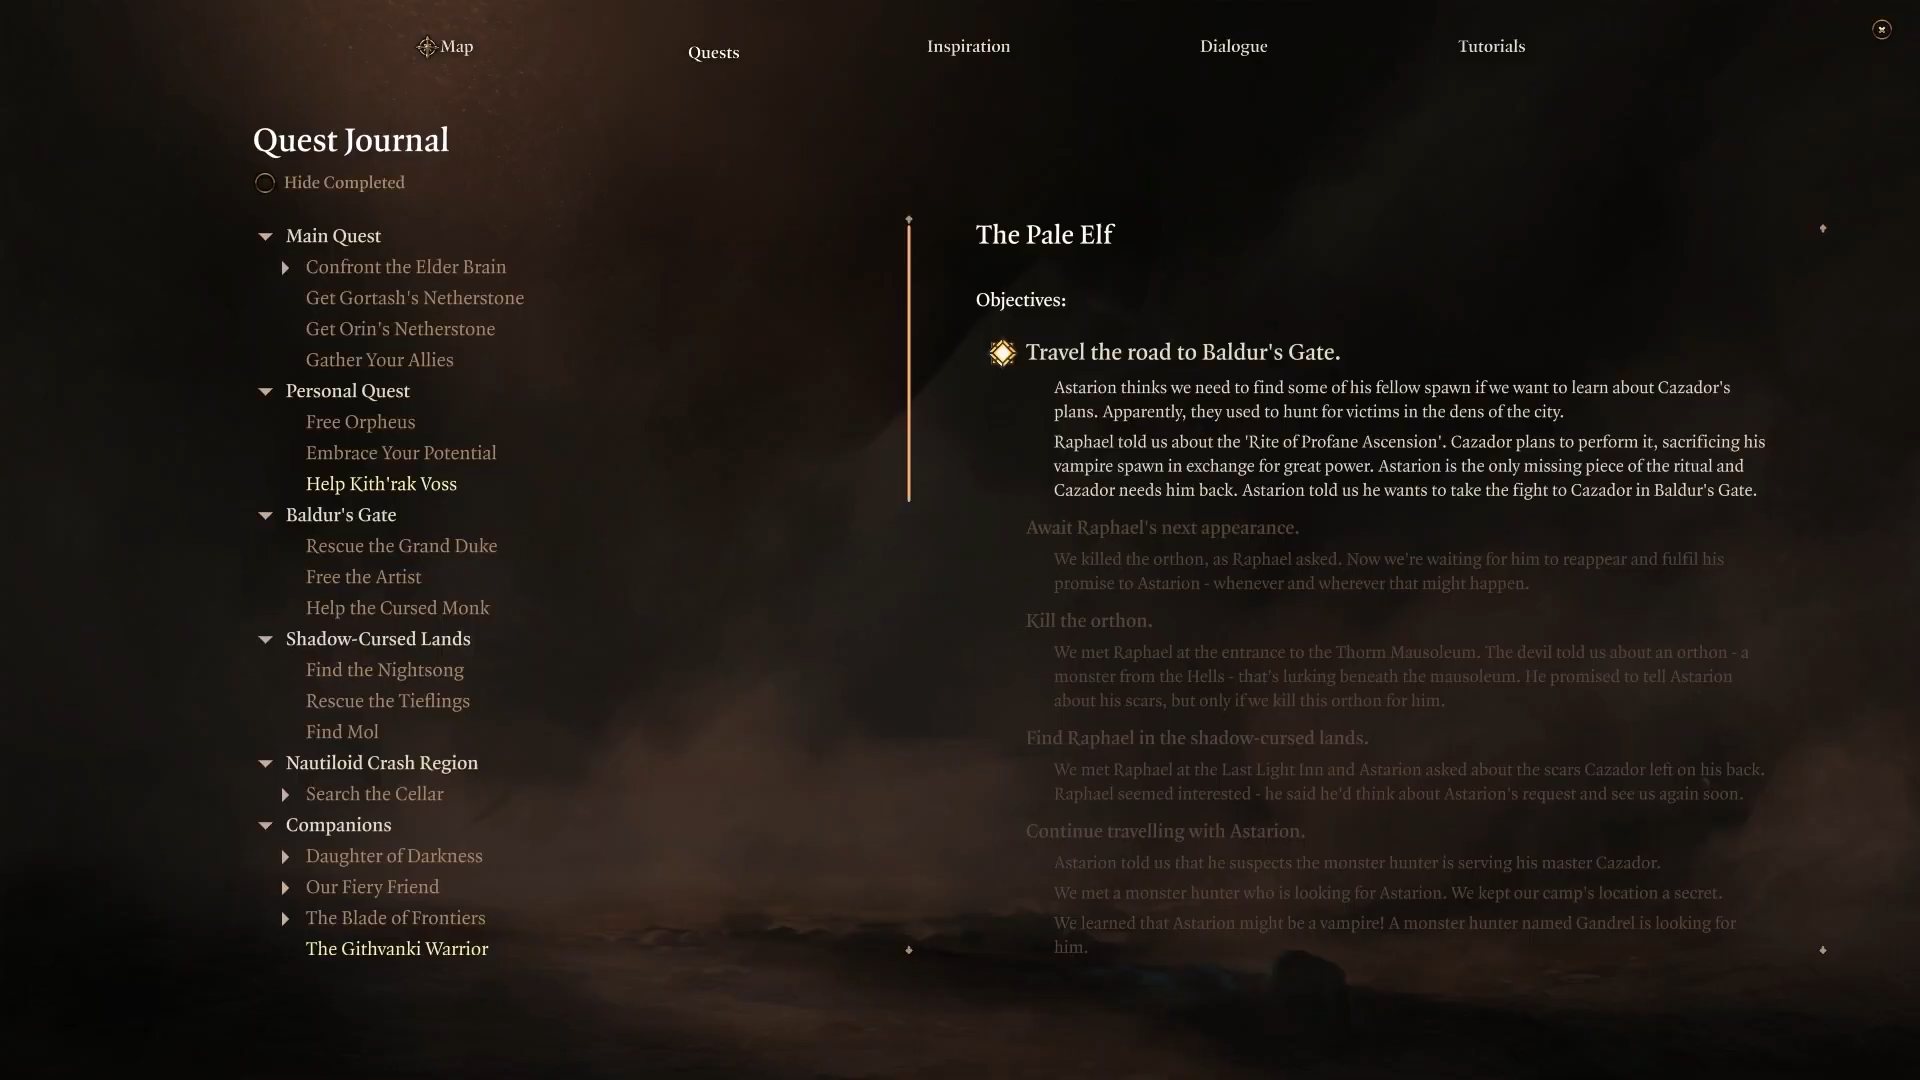 Map
Quests
Inspiration
Dialogue
Tutorials
Quest Journal
Hide Completed
Main Quest
Confront the Elder Brain
Get Gortash's Netherstone
Get Orin's Netherstone
Gather Your Allies
Personal Quest
Free Orpheus
Embrace Your Potential
Help Kith'rak Voss
Baldur's Gate
Rescue the Grand Duke
Free the Artist
Help the Cursed Monk
Shadow-Cursed Lands
Find the Nightsong
Rescue the Tieflings
Find Mol
Nautiloid Crash Region
Search the Cellar
Companions
Daughter of Darkness
Our Fiery Friend
The Blade of Frontiers
The Githyanki Warrior
The Pale Elf
Objectives:
Travel the road to Baldur's Gate.
Astarion thinks we need to find some of his fellow spawn if we want to learn about Cazador's
plans. Apparently, they used to hunt for victims in the dens of the city.
Raphael told us about the 'Rite of Profane Ascension'. Cazador plans to perform it, sacrificing his
vampire spawn in exchange for great power. Astarion is the only missing piece of the ritual and
Cazador needs him back. Astarion told us he wants to take the fight to Cazador in Baldur's Gate.
Await Raphael's next appearance.
We killed the orthon, as Raphael asked. Now we're waiting for him to reappear and fulfil his
promise to Astarion - whenever and wherever that might happen.
Kill the orthon.
We met Raphael at the entrance to the Thorm Mausoleum. The devil told us about an orthon - a
monster from the Hells - that's lurking beneath the mausoleum. He promised to tell Astarion
about his scars, but only if we kill this orthon for him.
Find Raphael in the shadow-cursed lands.
We met Raphael at the Last Light Inn and Astarion asked about the scars Cazador left on his back.
Raphael seemed interested - he said he'd think about Astarion's request and see us again soon.
Continue travelling with Astarion.
Astarion told us that he suspects the monster hunter is serving his master Cazador.
We met a monster hunter who is looking for Astarion. We kept our camp's location a secret.
We learned that Astarion might be a vampire! A monster hunter named Gandrel is looking for
him.